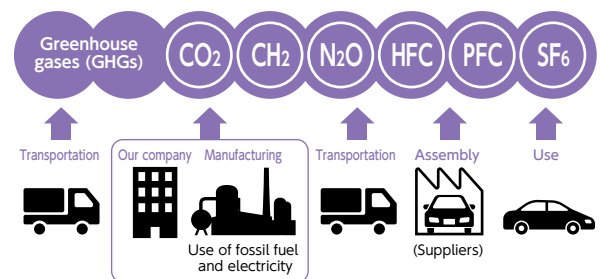 Greenhouse
gases (GHGs)
CO2
CH2
N2O
HFC
PFC
SF6
Transportation
Our company
Manufacturing
Transportation
Assembly
Use
Use of fossil fuel
and electricity
(Suppliers)